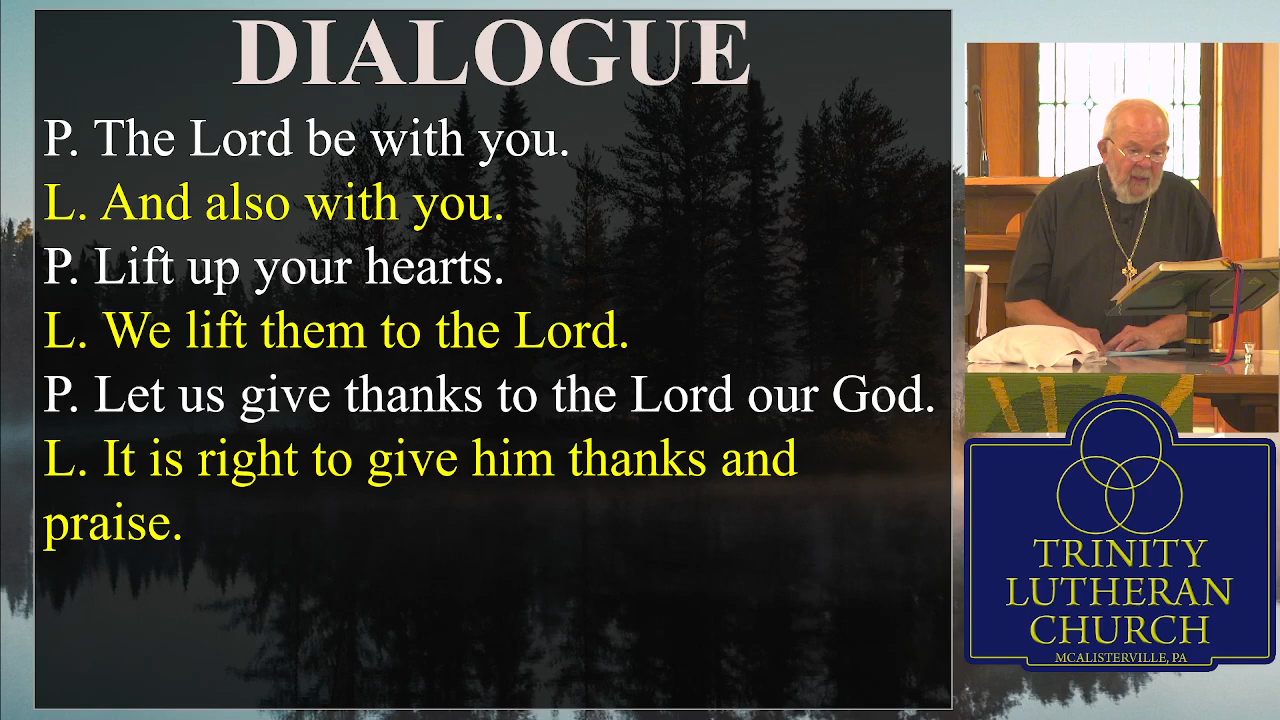 DIALOGUE
P. The Lord be with you.
L. And also with you.
P. Lift up your hearts.
L. We lift them to the Lord.
P. Let us give thanks to the Lord our God.
L. It is right to give him thanks and
praise.
TRINITY
LUTHERAN
CHURCH
MCALISTERVILLE, PA